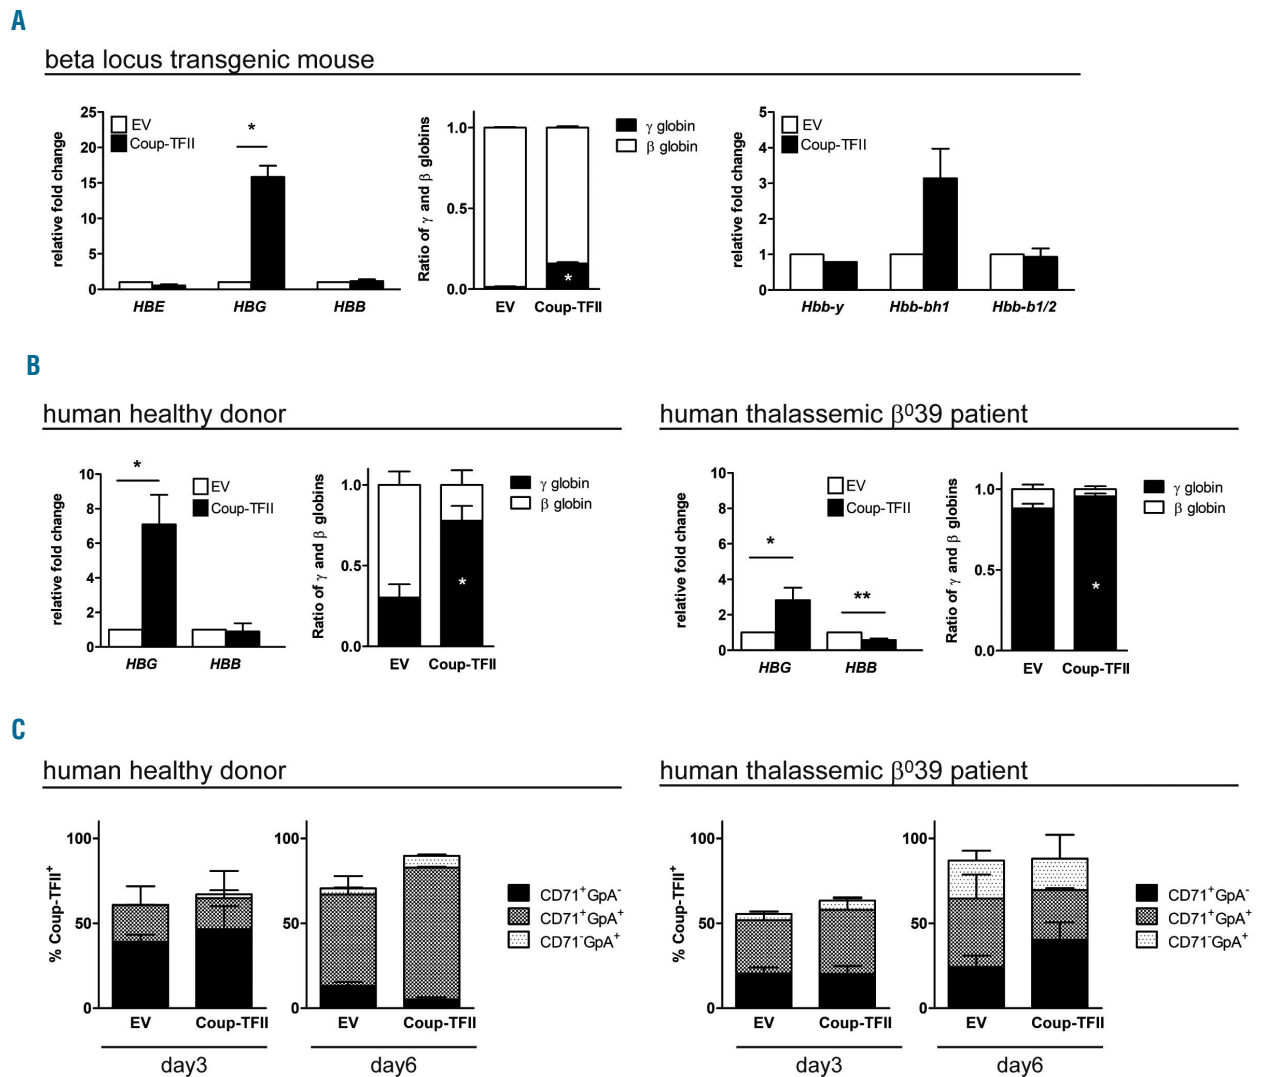 A
beta locus transgenic mouse
relative fold change
25
20
15
10
5
0
EV
Coup-TFII
*
HBE
HBG
HBB
Ratio of γ and β globins
1.0
0.5
0.0
*
EV
Coup-TFII
γ globin
β globin
relative fold change
5
4
3
2
1
0
EV
Coup-TFII
Hbb-y
Hbb-bh1
Hbb-b1/2
B
human healthy donor
relative fold change
10
8
6
4
2
0
*
EV
Coup-TFII
HBG
HBB
Ratio of γ and β globins
1.0
0.5
0.0
*
EV
Coup-TFII
γ globin
β globin
human thalassemic β⁰39 patient
relative fold change
10
8
6
4
2
0
EV
Coup-TFII
*
**
HBG
HBB
Ratio of γ and β globins
1.0
0.5
0.0
*
EV
Coup-TFII
γ globin
β globin
C
human healthy donor
% Coup-TFII⁺
100
50
0
EV
Coup-TFII
day3
100
50
0
EV
Coup-TFII
day6
CD71⁺GpA⁻
CD71⁺GpA⁺
CD71⁻GpA⁺
human thalassemic β⁰39 patient
% Coup-TFII⁺
100
50
0
EV
Coup-TFII
day3
100
50
0
EV
Coup-TFII
day6
CD71⁺GpA⁻
CD71⁺GpA⁺
CD71⁻GpA⁺